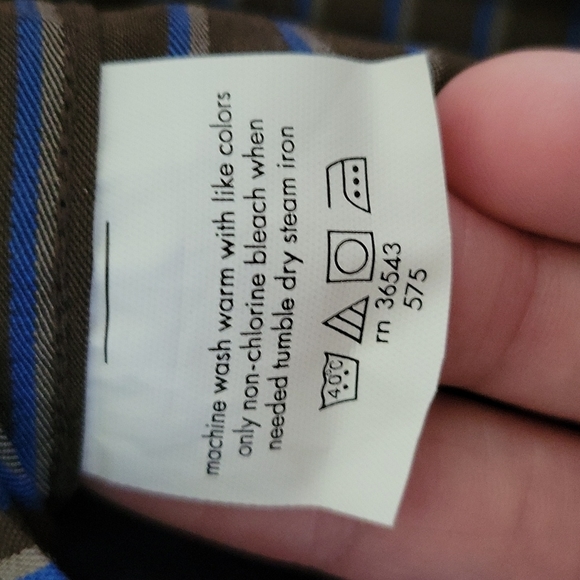 machine wash warm with like colors
only non-chlorine bleach when
needed tumble dry steam iron
40°C
rn 36543
575